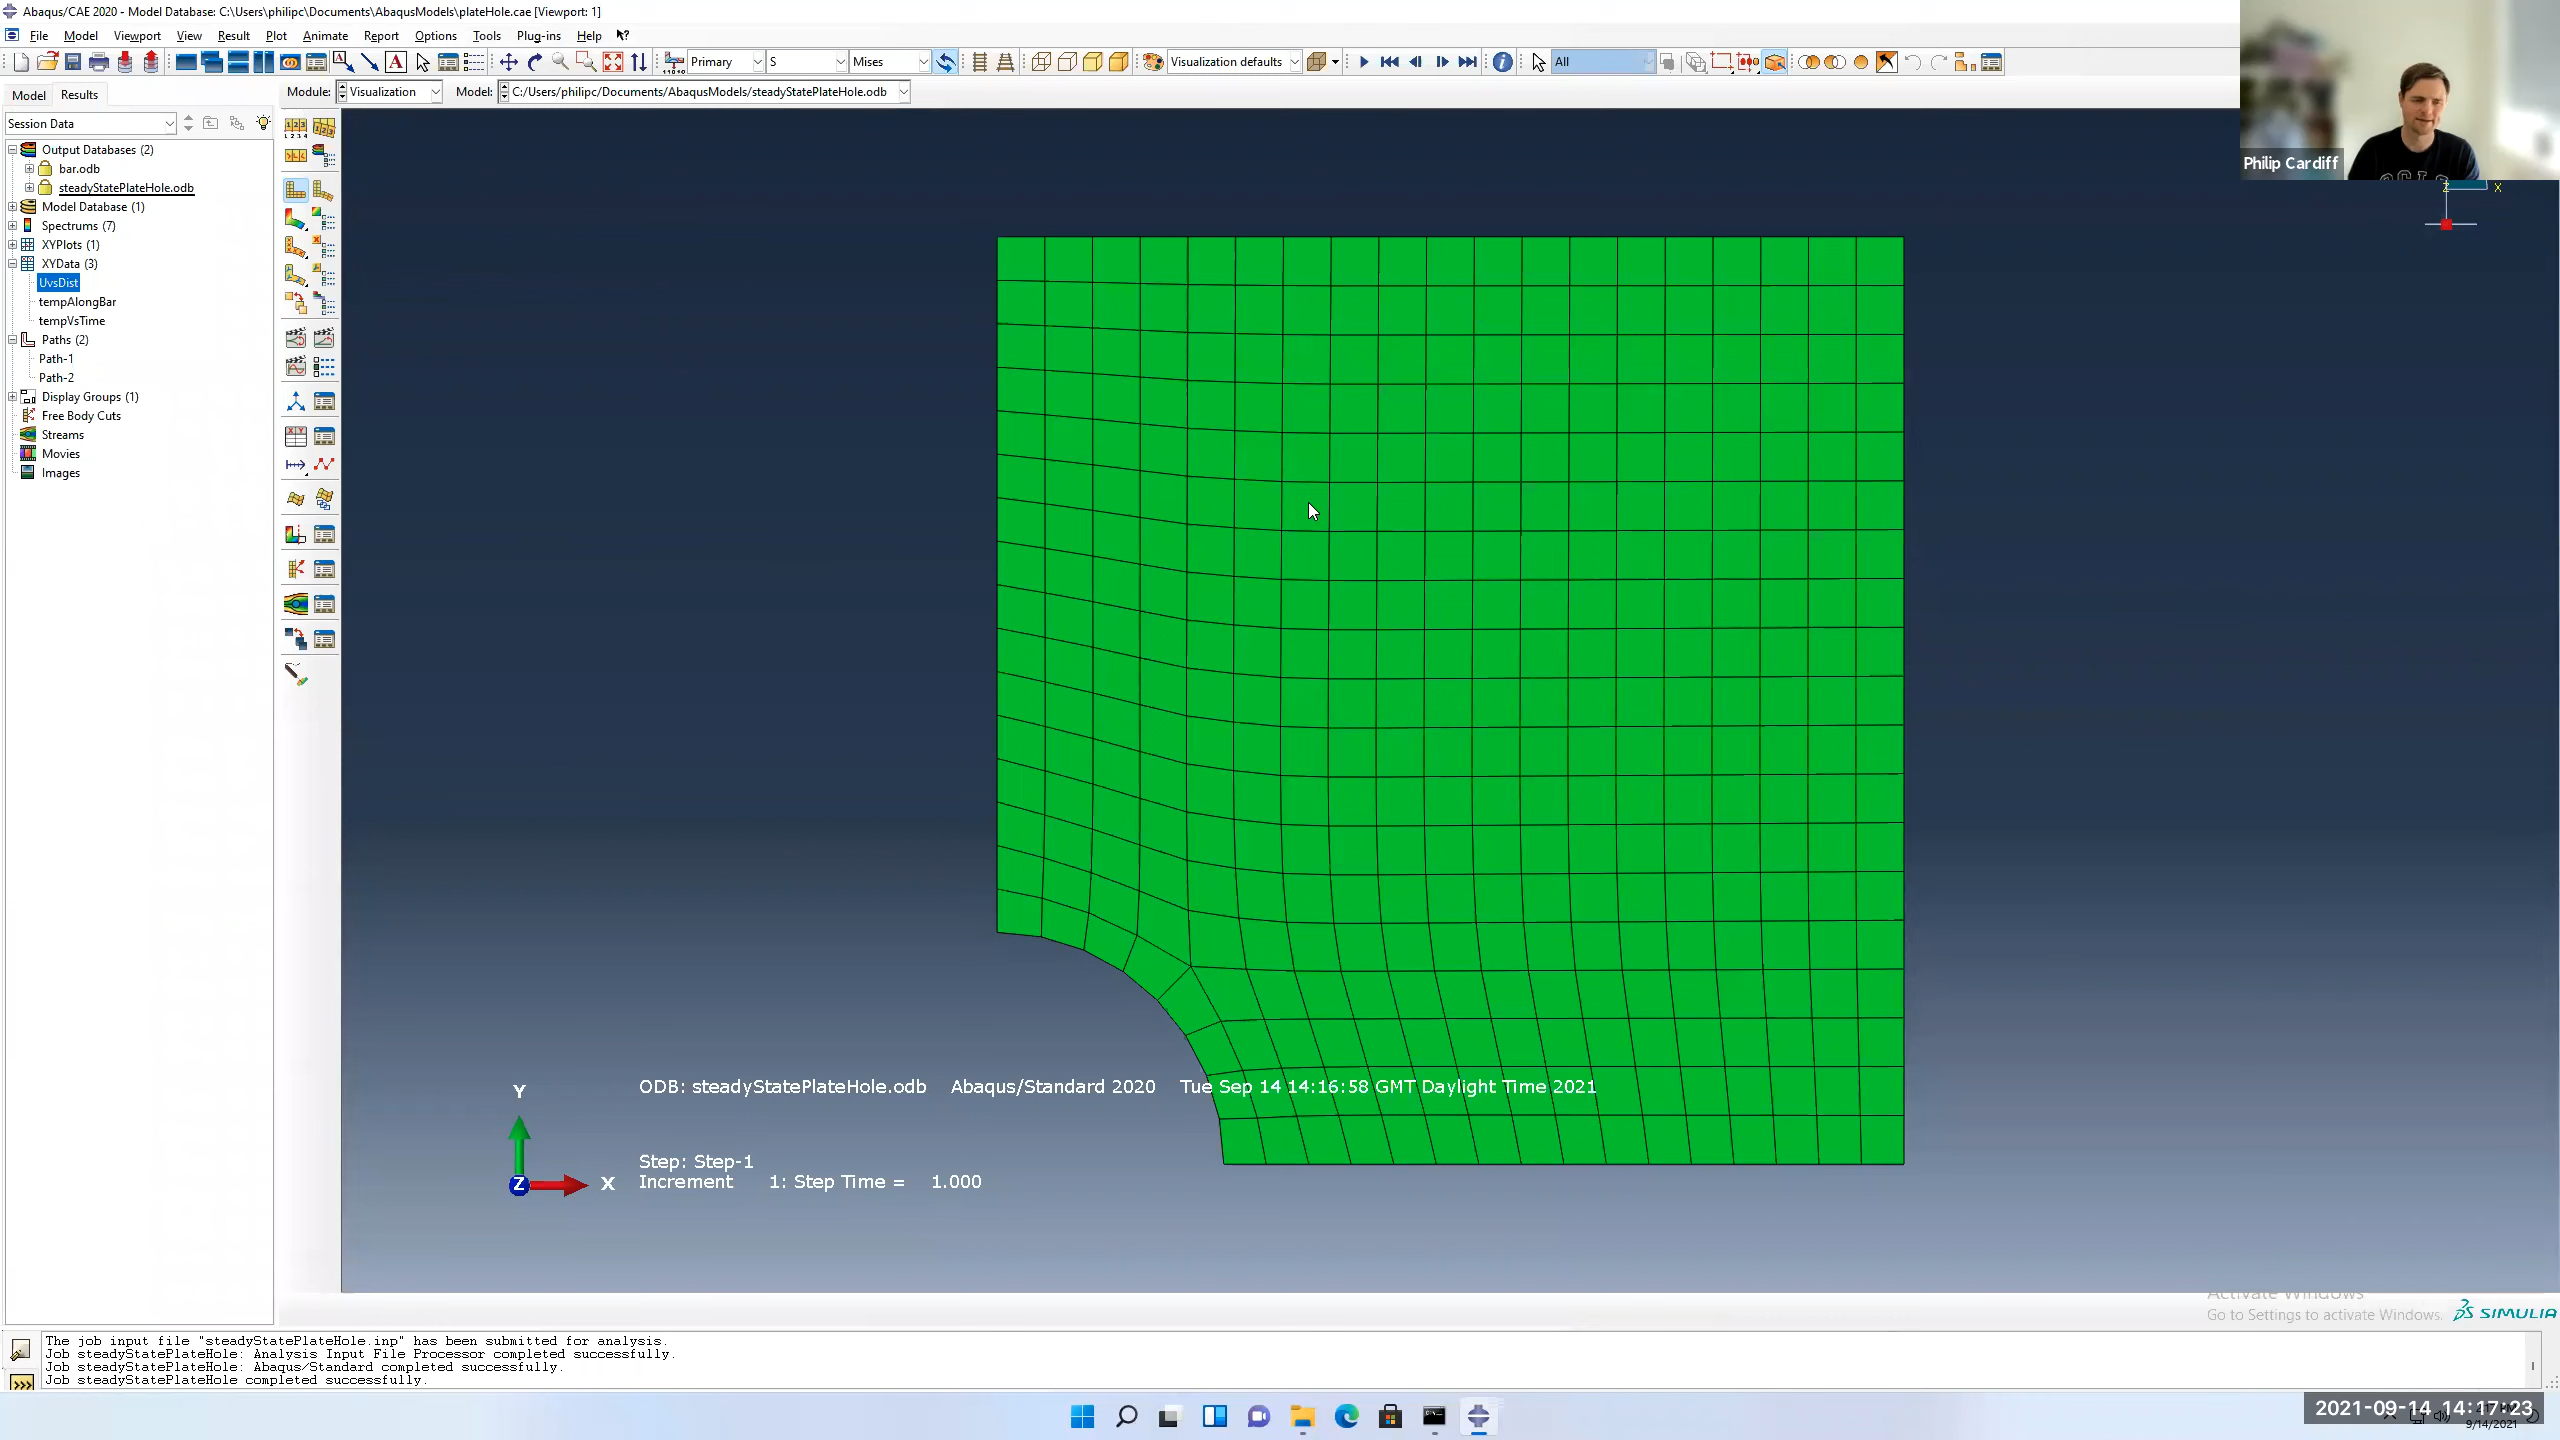 Abaqus/CAE 2020 - Model Database: C:\Users\philipc\Documents\AbaqusModels\plateHole.cae [Viewport: 1]
File Model Viewport View Result Plot Animate Report Options Tools Plug-ins Help
Primary S Mises Visualization defaults All
Model Results Module: Visualization Model: C:/Users/philipc/Documents/AbaqusModels/steadyStatePlateHole.odb
Session Data
Output Databases (2)
bar.odb
steadyStatePlateHole.odb
Model Database (1)
Spectrums (7)
XYPlots (1)
XYData (3)
UvsDist
tempAlongBar
tempVsTime
Paths (2)
Path-1
Path-2
Display Groups (1)
Free Body Cuts
Streams
Movies
Images
Philip Cardiff
Z X
Y
Z X
ODB: steadyStatePlateHole.odb Abaqus/Standard 2020 Tue Sep 14 14:16:58 GMT Daylight Time 2021
Step: Step-1
Increment 1: Step Time = 1.000
Activate Windows
Go to Settings to activate Windows.
SIMULIA
The job input file "steadyStatePlateHole.inp" has been submitted for analysis.
Job steadyStatePlateHole: Analysis Input File Processor completed successfully.
Job steadyStatePlateHole: Abaqus/Standard completed successfully.
Job steadyStatePlateHole completed successfully.
2021-09-14 14:17:23
9/14/2021